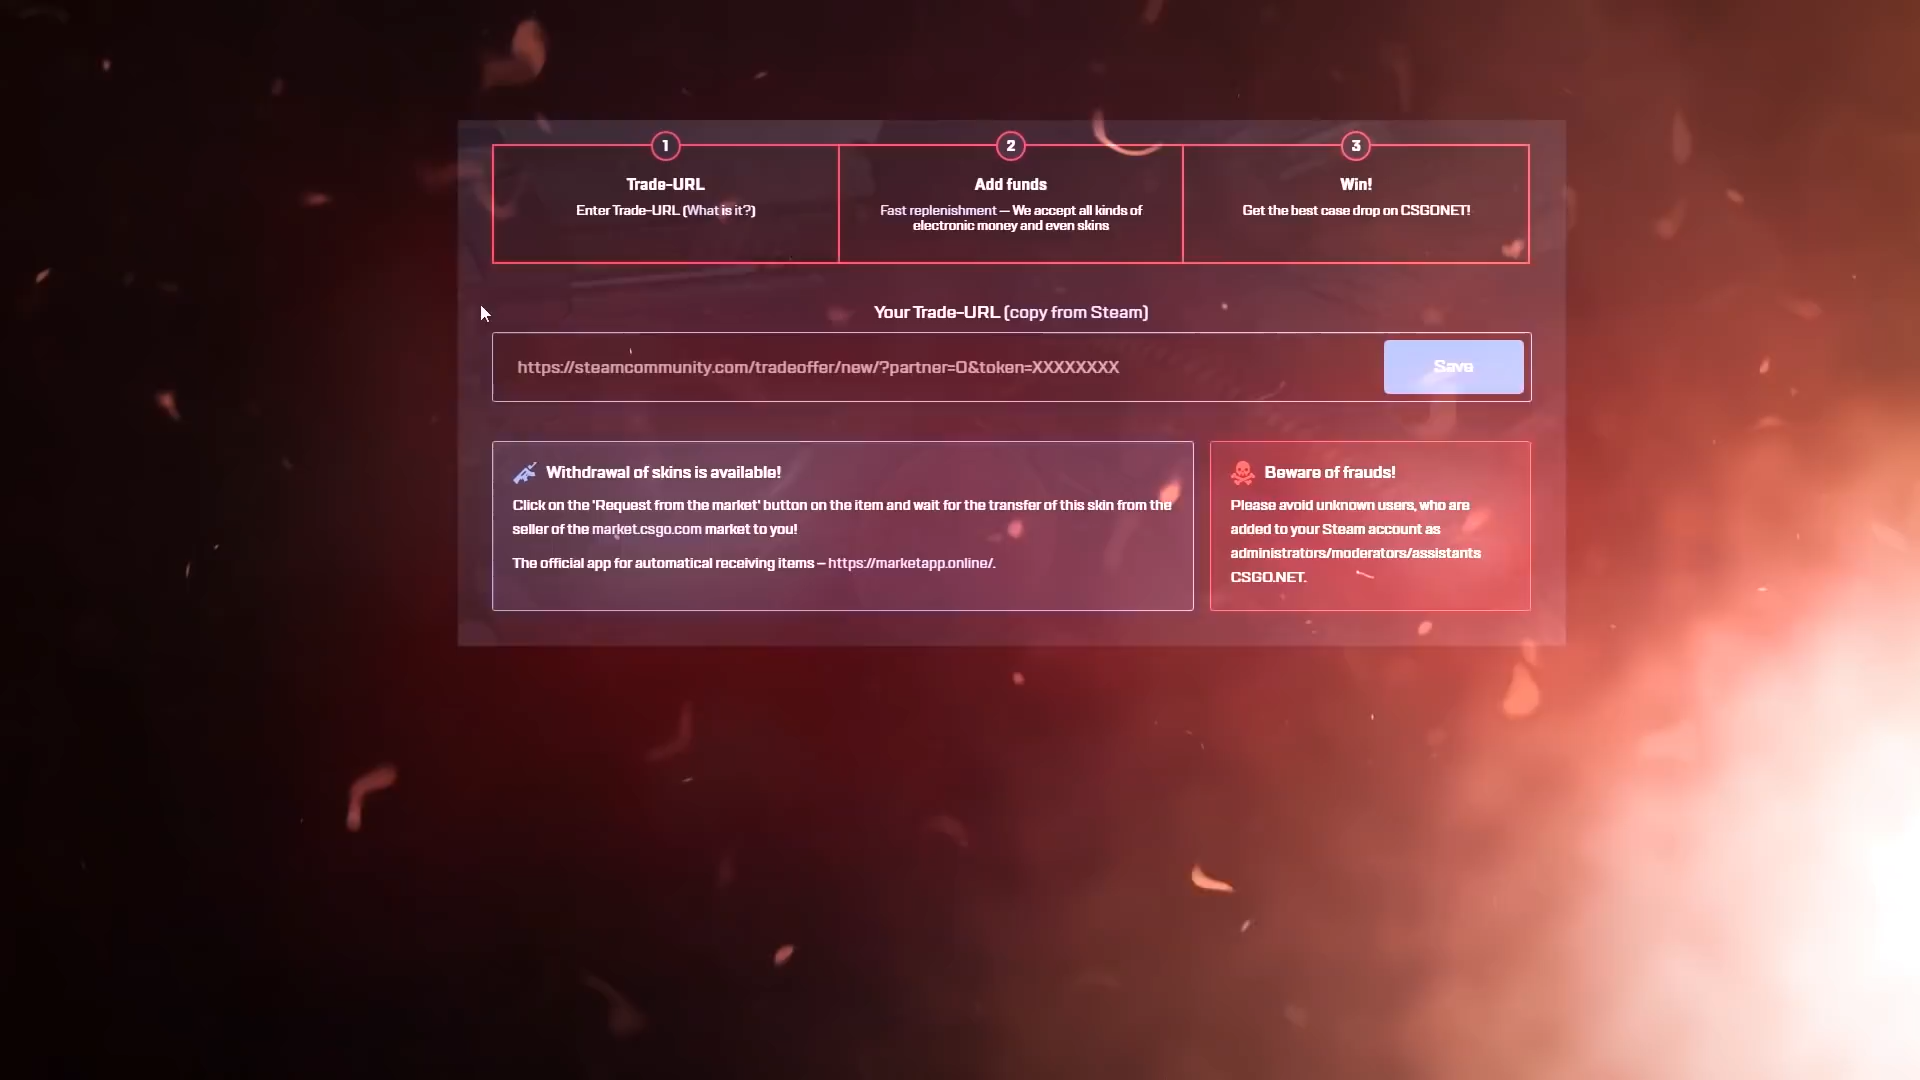 1
Trade-URL
Enter Trade-URL (What is it?)
2
Add funds
Fast replenishment — We accept all kinds of
electronic money and even skins
3
Win!
Get the best case drop on CSGONET!
Your Trade-URL (copy from Steam)
https://steamcommunity.com/tradeoffer/new/?partner=0&token=XXXXXXXX
Save
Withdrawal of skins is available!
Click on the 'Request from the market' button on the item and wait for the transfer of this skin from the
seller of the market.csgo.com market to you!
The official app for automatical receiving items – https://marketapp.online/.
Beware of frauds!
Please avoid unknown users, who are
added to your Steam account as
administrators/moderators/assistants
CSGO.NET.